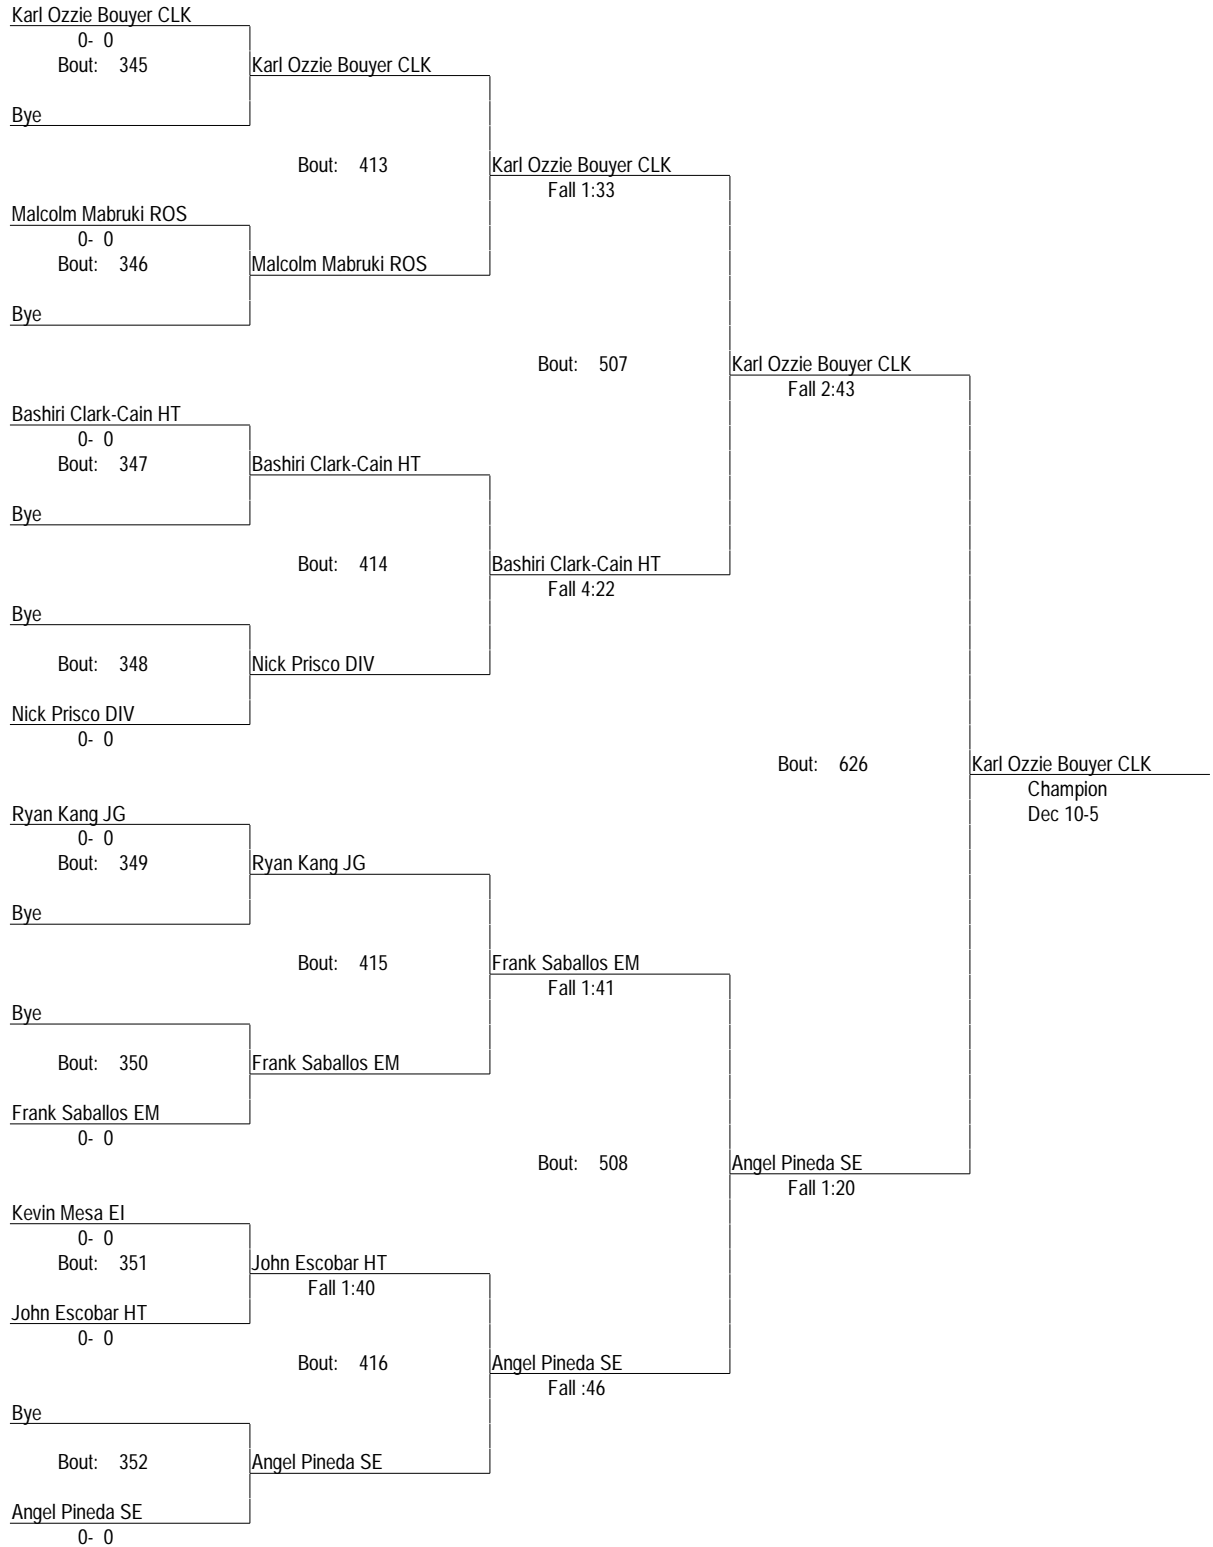 Karl Ozzie Bouyer CLK
0- 0
Bout: 345
Karl Ozzie Bouyer CLK
Bye
Bout: 413
Karl Ozzie Bouyer CLK
Fall 1:33
Malcolm Mabruki ROS
0- 0
Bout: 346
Malcolm Mabruki ROS
Bye
Bout: 507
Karl Ozzie Bouyer CLK
Fall 2:43
Bashiri Clark-Cain HT
0- 0
Bout: 347
Bashiri Clark-Cain HT
Bye
Bout: 414
Bashiri Clark-Cain HT
Fall 4:22
Bye
Bout: 348
Nick Prisco DIV
Nick Prisco DIV
0- 0
Bout: 626
Karl Ozzie Bouyer CLK
Champion
Dec 10-5
Ryan Kang JG
0- 0
Bout: 349
Ryan Kang JG
Bye
Bout: 415
Frank Saballos EM
Fall 1:41
Bye
Bout: 350
Frank Saballos EM
Frank Saballos EM
0- 0
Bout: 508
Angel Pineda SE
Fall 1:20
Kevin Mesa EI
0- 0
Bout: 351
John Escobar HT
Fall 1:40
John Escobar HT
0- 0
Bout: 416
Angel Pineda SE
Fall :46
Bye
Bout: 352
Angel Pineda SE
Angel Pineda SE
0- 0